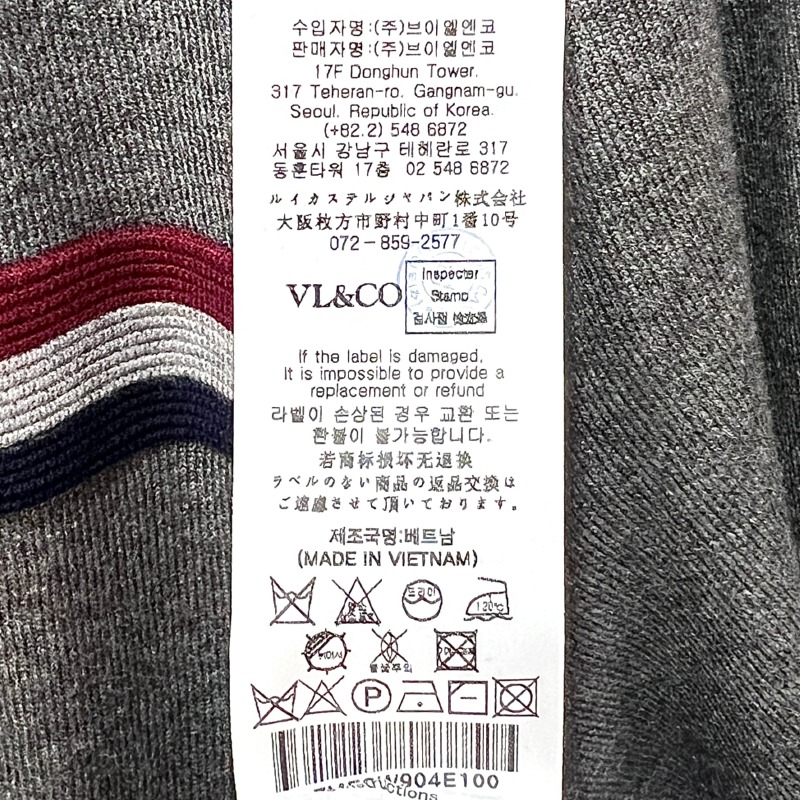 수입자명:(주)브이엘엔코
판매자명:(주)브이엘엔코
17F Donghun Tower.
317 Teheran-ro. Gangnam-gu.
Seoul. Republic of Korea.
(+82.2) 548 6872
서울시 강남구 테헤란로 317
동훈타워 17층 02 548 6872
ルイカステルジャパン株式会社
大阪枚方市野村中町1番10号
072-859-2577
VL&CO
Inspecter
Stamp
If the label is damaged,
It is impossible to provide a
replacement or refund
라벨이 손상된 경우 교환 또는
환불이 불가능합니다.
若商标损坏无退換
ラベルのない商品の返品交換は
ご遠慮させて頂いております。
제조국명:베트남
(MADE IN VIETNAM)
드라이
120℃
불꽃주의
P
904E100